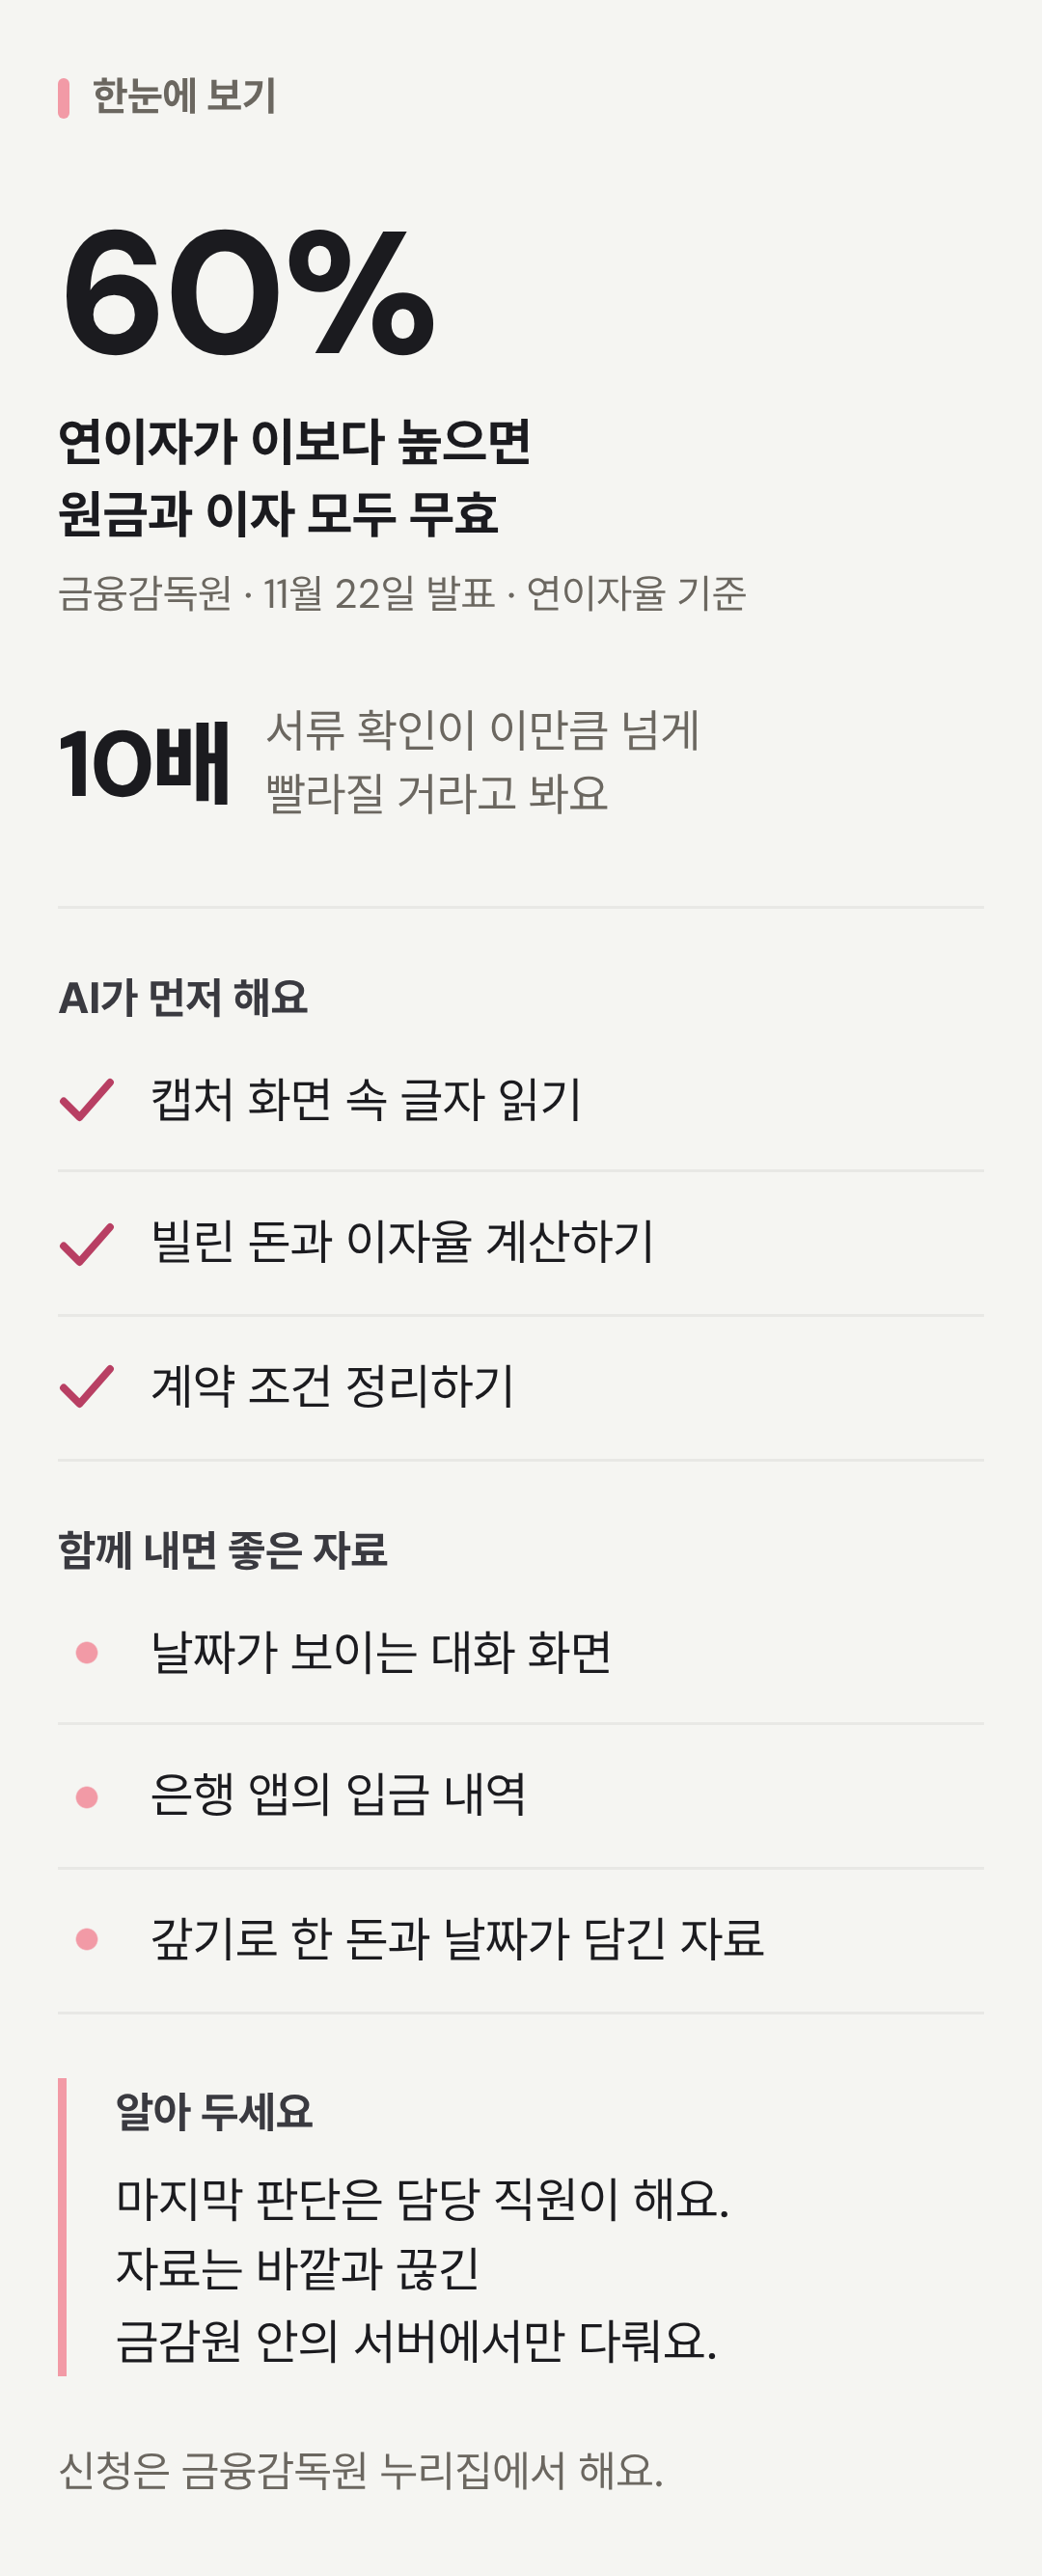 한눈에 보기
60%
연이자가 이보다 높으면
원금과 이자 모두 무효
금융감독원 · 11월 22일 발표 · 연이자율 기준
10배
서류 확인이 이만큼 넘게
빨라질 거라고 봐요
AI가 먼저 해요
캡처 화면 속 글자 읽기
빌린 돈과 이자율 계산하기
계약 조건 정리하기
함께 내면 좋은 자료
날짜가 보이는 대화 화면
은행 앱의 입금 내역
갚기로 한 돈과 날짜가 담긴 자료
알아 두세요
마지막 판단은 담당 직원이 해요.
자료는 바깥과 끊긴
금감원 안의 서버에서만 다뤄요.
신청은 금융감독원 누리집에서 해요.